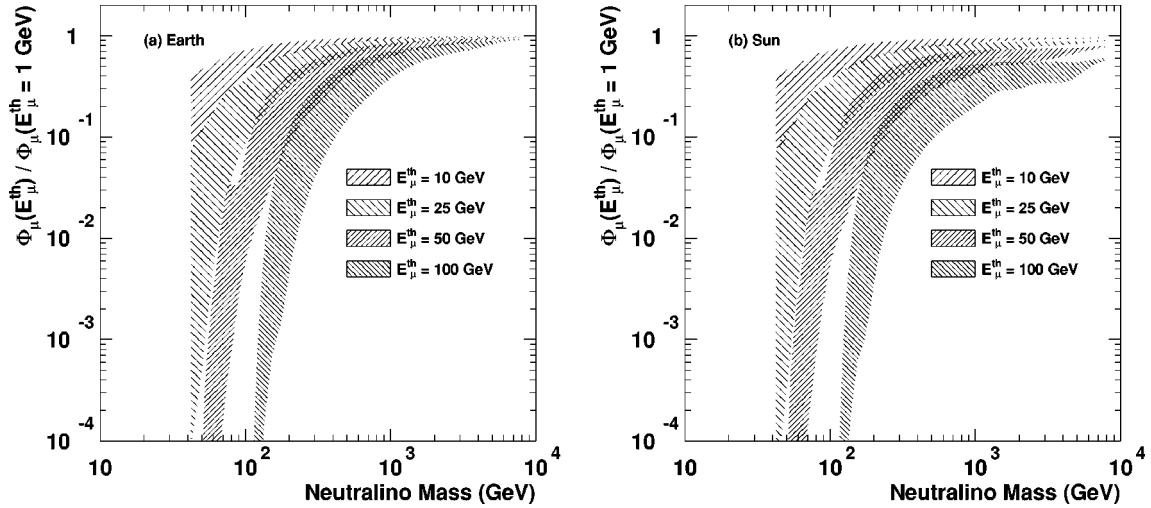 Φμ(E^th_μ) / Φμ(E^th_μ = 1 GeV)
1
10^-1
10^-2
10^-3
10^-4
(a) Earth
E^th_μ = 10 GeV
E^th_μ = 25 GeV
E^th_μ = 50 GeV
E^th_μ = 100 GeV
10 10^2 10^3 10^4
Neutralino Mass (GeV)
Φμ(E^th_μ) / Φμ(E^th_μ = 1 GeV)
1
10^-1
10^-2
10^-3
10^-4
(b) Sun
E^th_μ = 10 GeV
E^th_μ = 25 GeV
E^th_μ = 50 GeV
E^th_μ = 100 GeV
10 10^2 10^3 10^4
Neutralino Mass (GeV)